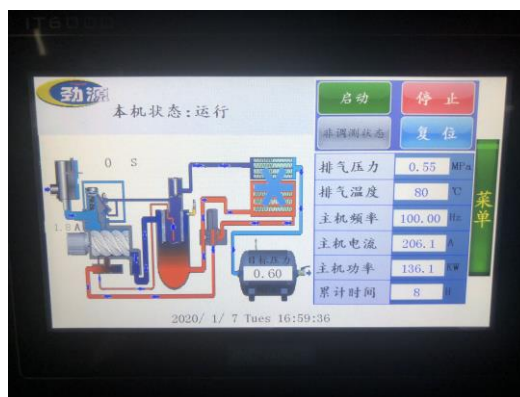 劲源
本机状态:运行
启动
停止
非调测状态
复位
0 S
1.8A
排气压力 0.55 MPa
排气温度 80 ℃
主机频率 100.00 Hz
主机电流 206.1 A
主机功率 136.1 KW
累计时间 8 H
菜单
目标压力
0.60
2020/ 1/ 7 Tues 16:59:36